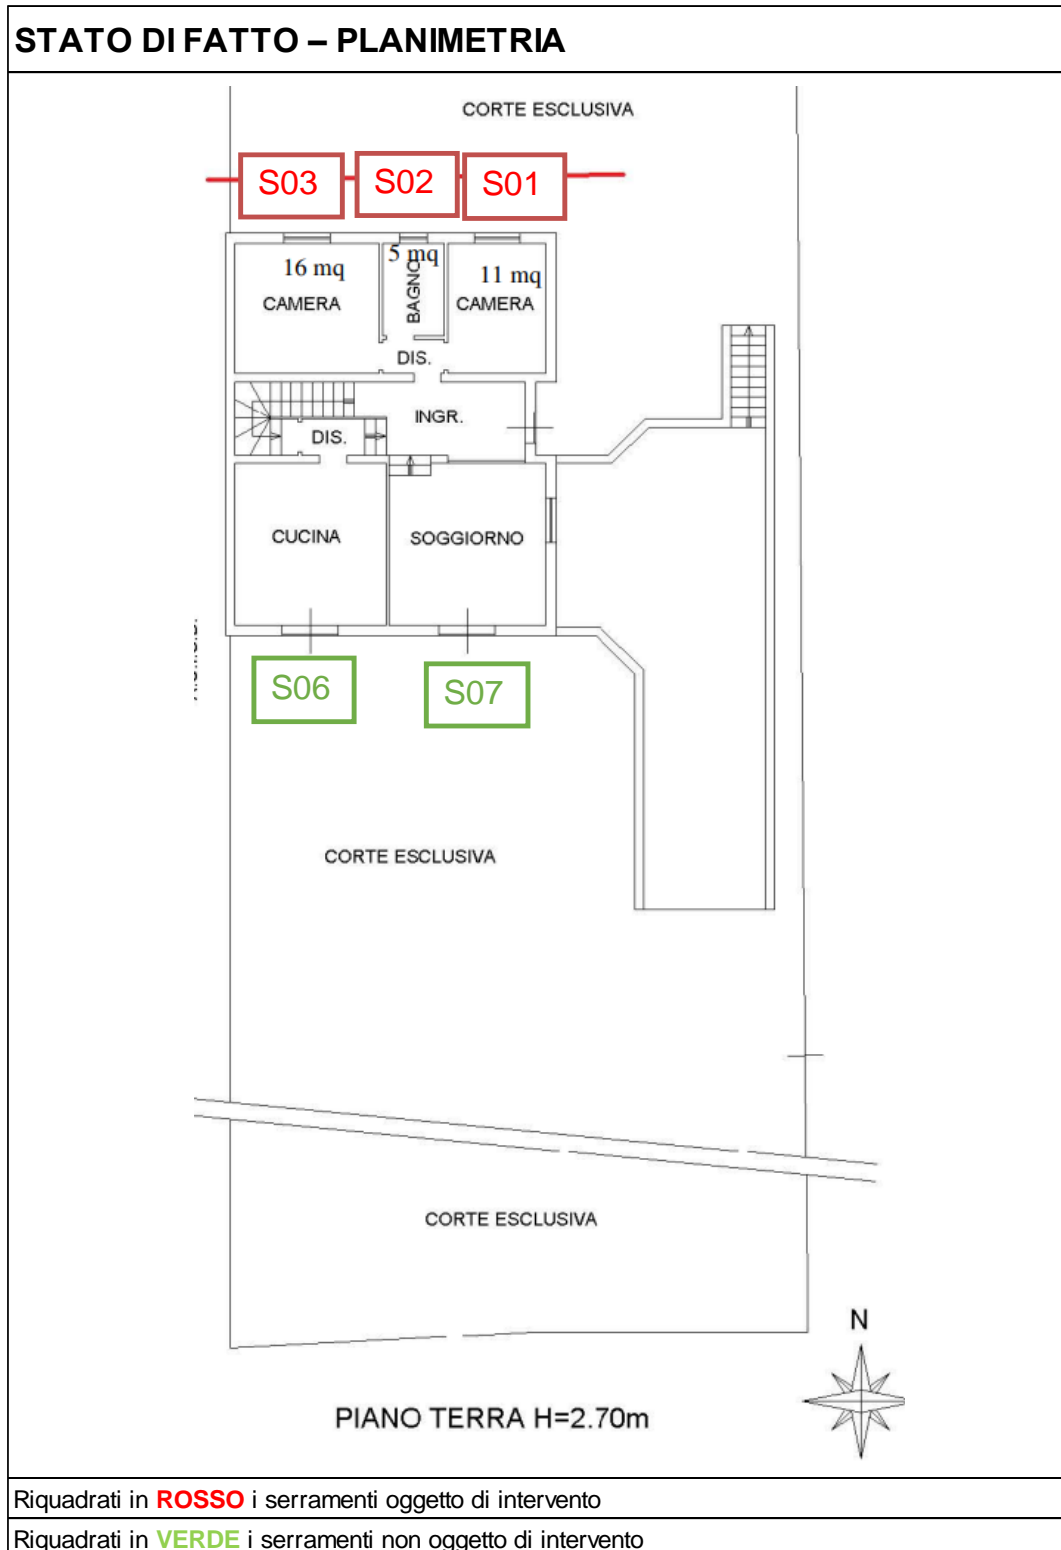 STATO DI FATTO – PLANIMETRIA
CORTE ESCLUSIVA
S03 S02 S01
16 mq 5 mq 11 mq
CAMERA BAGNO CAMERA
DIS.
INGR.
DIS.
CUCINA SOGGIORNO
S06 S07
CORTE ESCLUSIVA
CORTE ESCLUSIVA
N
PIANO TERRA H=2.70m
Riquadrati in ROSSO i serramenti oggetto di intervento
Riquadrati in VERDE i serramenti non oggetto di intervento